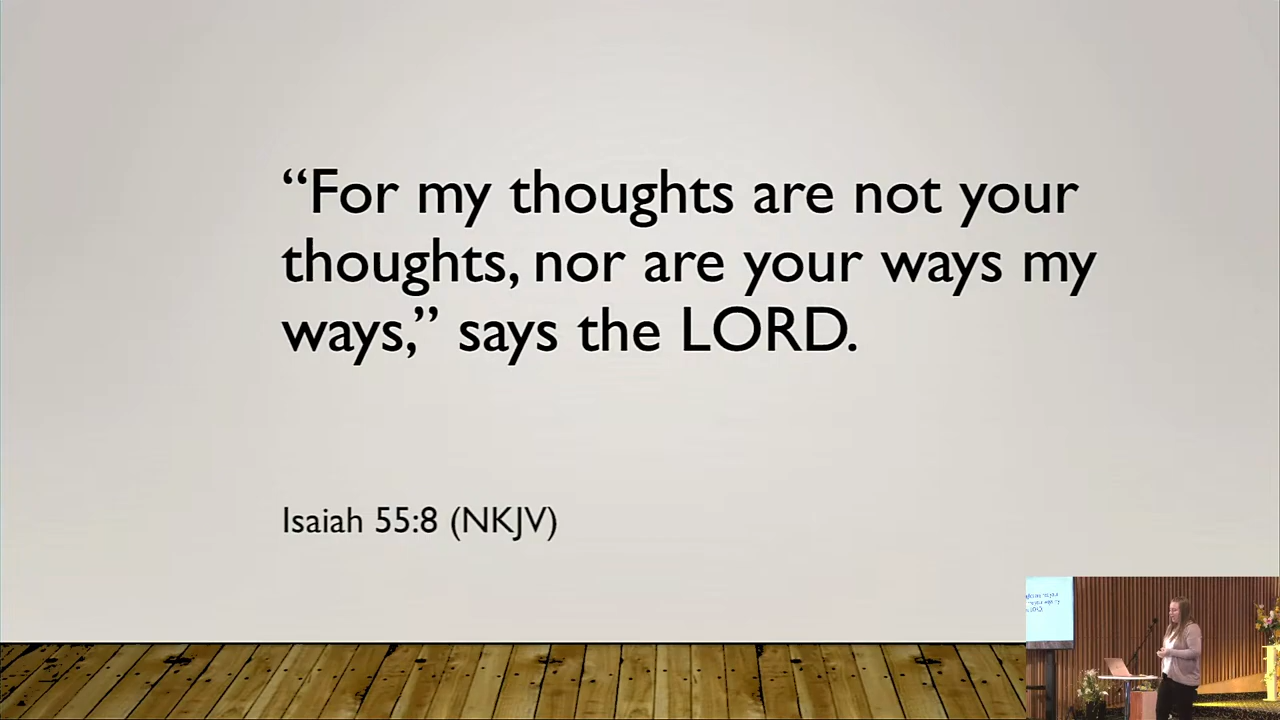 “For my thoughts are not your
thoughts, nor are your ways my
ways,” says the LORD.
Isaiah 55:8 (NKJV)